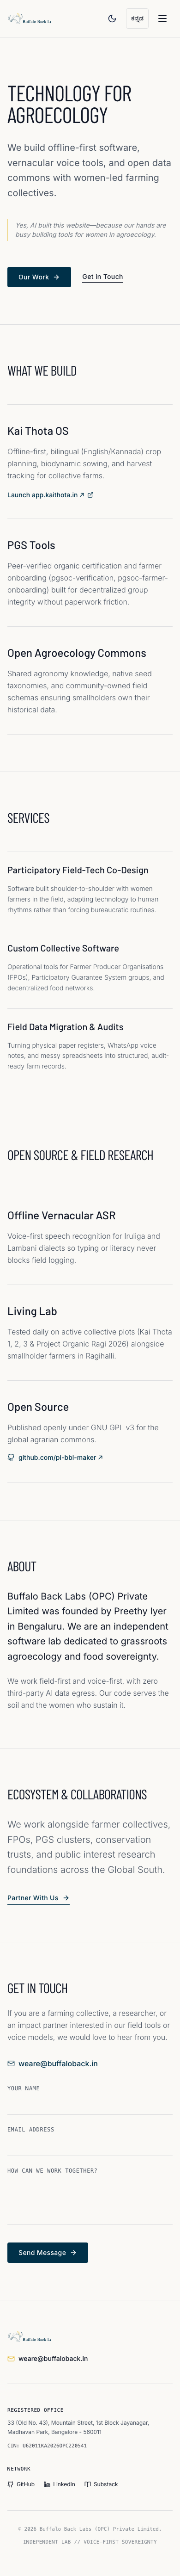 Buffalo Back Labs
ಕನ್ನಡ
TECHNOLOGY FOR
AGROECOLOGY
We build offline-first software,
vernacular voice tools, and open data
commons with women-led farming
collectives.
Yes, AI built this website—because our hands are
busy building tools for women in agroecology.
Our Work →
Get in Touch
WHAT WE BUILD
Kai Thota OS
Offline-first, bilingual (English/Kannada) crop
planning, biodynamic sowing, and harvest
tracking for collective farms.
Launch app.kaithota.in ↗
PGS Tools
Peer-verified organic certification and farmer
onboarding (pgsoc-verification, pgsoc-farmer-
onboarding) built for decentralized group
integrity without paperwork friction.
Open Agroecology Commons
Shared agronomy knowledge, native seed
taxonomies, and community-owned field
schemas ensuring smallholders own their
historical data.
SERVICES
Participatory Field-Tech Co-Design
Software built shoulder-to-shoulder with women
farmers in the field, adapting technology to human
rhythms rather than forcing bureaucratic routines.
Custom Collective Software
Operational tools for Farmer Producer Organisations
(FPOs), Participatory Guarantee System groups, and
decentralized food networks.
Field Data Migration & Audits
Turning physical paper registers, WhatsApp voice
notes, and messy spreadsheets into structured, audit-
ready farm records.
OPEN SOURCE & FIELD RESEARCH
Offline Vernacular ASR
Voice-first speech recognition for Iruliga and
Lambani dialects so typing or literacy never
blocks field logging.
Living Lab
Tested daily on active collective plots (Kai Thota
1, 2, 3 & Project Organic Ragi 2026) alongside
smallholder farmers in Ragihalli.
Open Source
Published openly under GNU GPL v3 for the
global agrarian commons.
github.com/pi-bbl-maker ↗
ABOUT
Buffalo Back Labs (OPC) Private
Limited was founded by Preethy Iyer
in Bengaluru. We are an independent
software lab dedicated to grassroots
agroecology and food sovereignty.
We work field-first and voice-first, with zero
third-party AI data egress. Our code serves the
soil and the women who sustain it.
ECOSYSTEM & COLLABORATIONS
We work alongside farmer collectives,
FPOs, PGS clusters, conservation
trusts, and public interest research
foundations across the Global South.
Partner With Us →
GET IN TOUCH
If you are a farming collective, a researcher, or
an impact partner interested in our field tools or
voice models, we would love to hear from you.
weare@buffaloback.in
YOUR NAME
EMAIL ADDRESS
HOW CAN WE WORK TOGETHER?
Send Message →
Buffalo Back Labs
weare@buffaloback.in
REGISTERED OFFICE
33 (Old No. 43), Mountain Street, 1st Block Jayanagar,
Madhavan Park, Bangalore - 560011
CIN: U62011KA2026OPC220541
NETWORK
GitHub LinkedIn Substack
© 2026 Buffalo Back Labs (OPC) Private Limited.
INDEPENDENT LAB // VOICE-FIRST SOVEREIGNTY